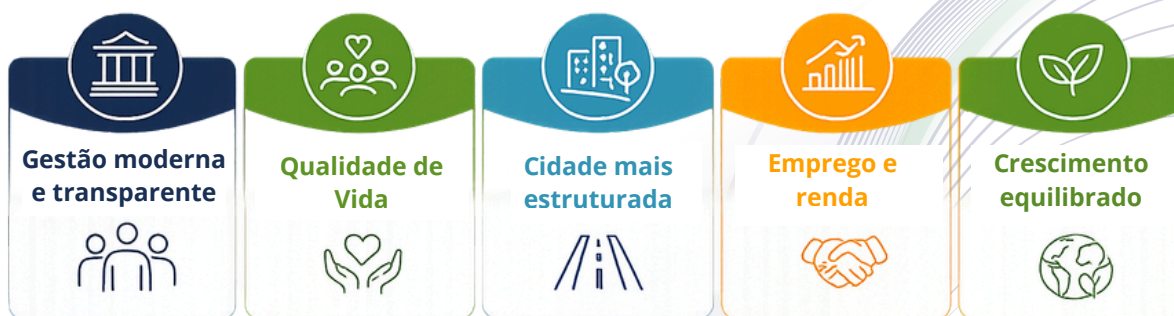 Gestão moderna
e transparente
Qualidade de
Vida
Cidade mais
estruturada
Emprego e
renda
Crescimento
equilibrado